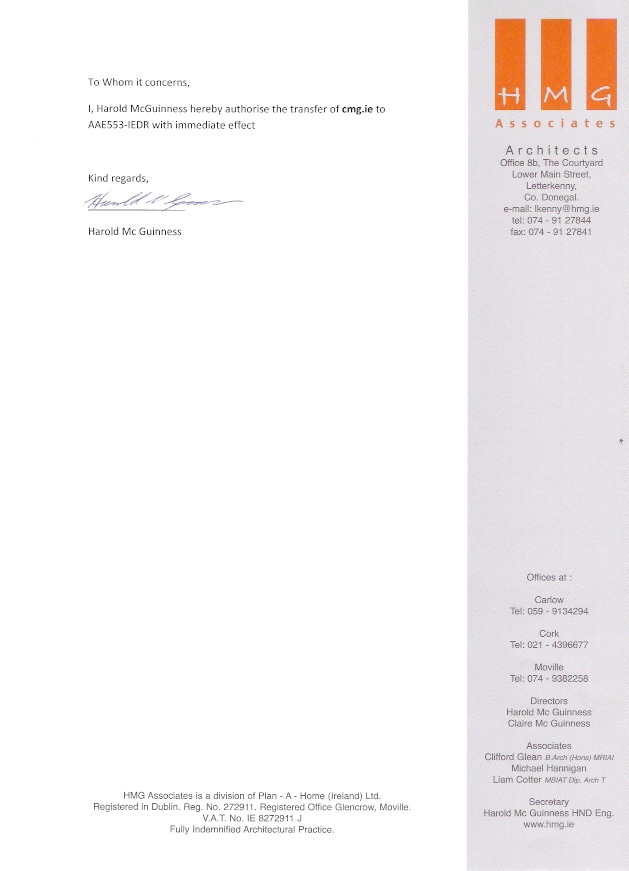 To Whom it concerns,
I, Harold McGuinness hereby authorise the transfer of cmg.ie to
AAE553-IEDR with immediate effect
Kind regards,
Harold Mc Guinness
HMG Associates is a division of Plan - A - Home (Ireland) Ltd.
Registered in Dublin. Reg. No. 272911. Registered Office Glencrow, Moville.
V.A.T. No. IE 8272911 J
Fully Indemnified Architectural Practice.
H M G
Associates
Architects
Office 8b, The Courtyard
Lower Main Street,
Letterkenny,
Co. Donegal.
e-mail: lkenny@hmg.ie
tel: 074 - 91 27844
fax: 074 - 91 27841
Offices at :
Carlow
Tel: 059 - 9134294
Cork
Tel: 021 - 4396677
Moville
Tel: 074 - 9382258
Directors
Harold Mc Guinness
Claire Mc Guinness
Associates
Clifford Glean B.Arch (Hons) MRIAI
Michael Hannigan
Liam Cotter MBIAT Dip. Arch T
Secretary
Harold Mc Guinness HND Eng.
www.hmg.ie